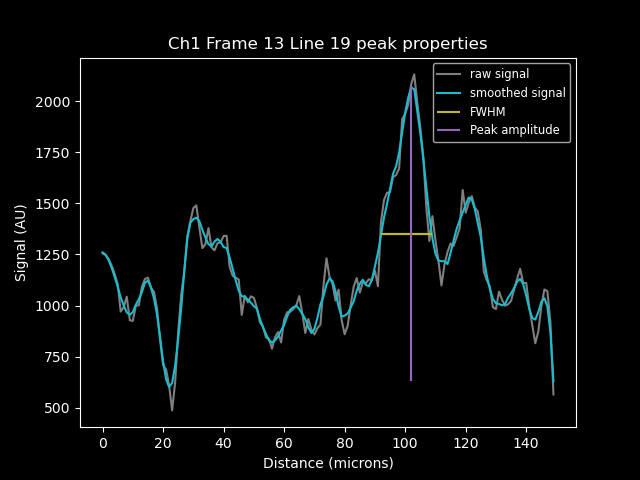 Ch1 Frame 13 Line 19 peak properties
raw signal
smoothed signal
FWHM
Peak amplitude
Signal (AU)
2000
1750
1500
1250
1000
750
500
0 20 40 60 80 100 120 140
Distance (microns)